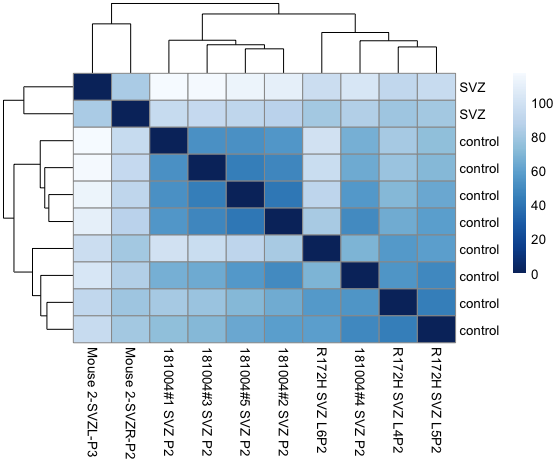 SVZ
SVZ
control
control
control
control
control
control
control
control
100
80
60
40
20
0
Mouse 2-SVZL-P3
Mouse 2-SVZR-P2
181004#1 SVZ P2
181004#3 SVZ P2
181004#5 SVZ P2
181004#2 SVZ P2
R172H SVZ L6P2
181004#4 SVZ P2
R172H SVZ L4P2
R172H SVZ L5P2